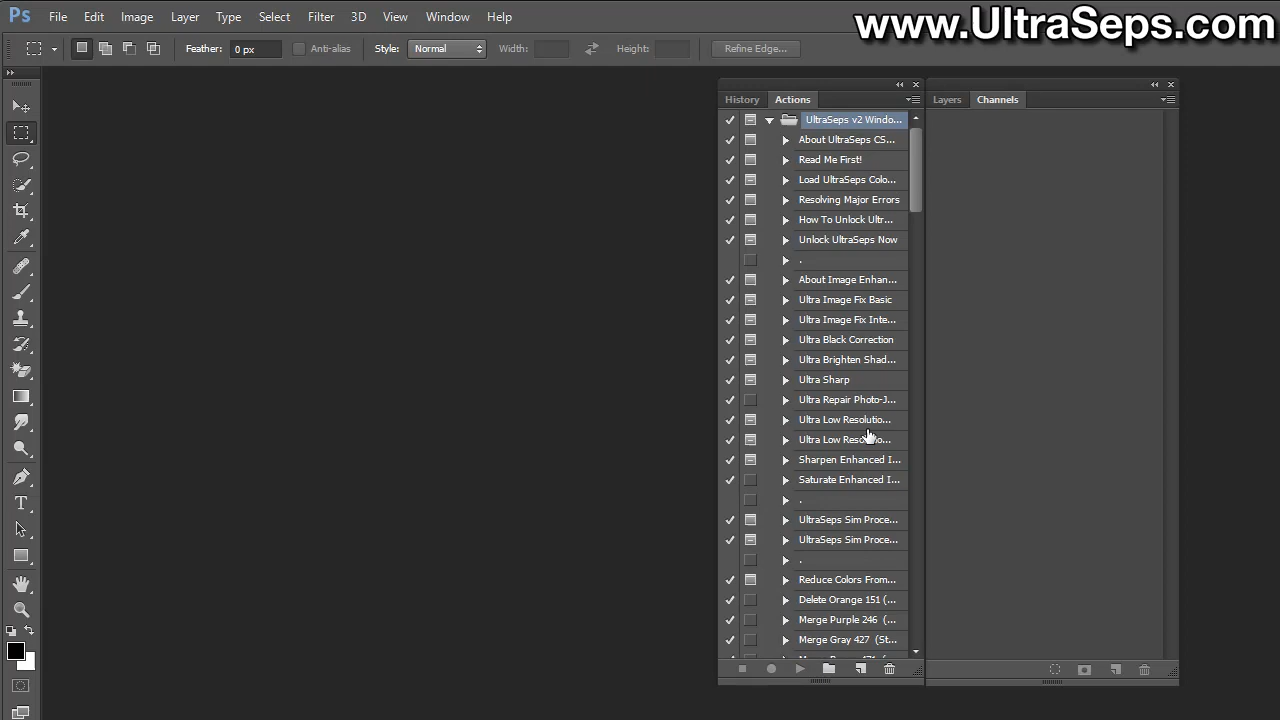 Ps File Edit Image Layer Type Select Filter 3D View Window Help
www.UltraSeps.com
Feather: 0 px Anti-alias Style: Normal Width: Height: Refine Edge...
History Actions
Layers Channels
UltraSeps v2 Windo...
About UltraSeps CS...
Read Me First!
Load UltraSeps Colo...
Resolving Major Errors
How To Unlock Ultr...
Unlock UltraSeps Now
.
About Image Enhan...
Ultra Image Fix Basic
Ultra Image Fix Inte...
Ultra Black Correction
Ultra Brighten Shad...
Ultra Sharp
Ultra Repair Photo-J...
Ultra Low Resolutio...
Ultra Low Resolutio...
Sharpen Enhanced I...
Saturate Enhanced I...
.
UltraSeps Sim Proce...
UltraSeps Sim Proce...
.
Reduce Colors From...
Delete Orange 151 (...
Merge Purple 246 (...
Merge Gray 427 (St...